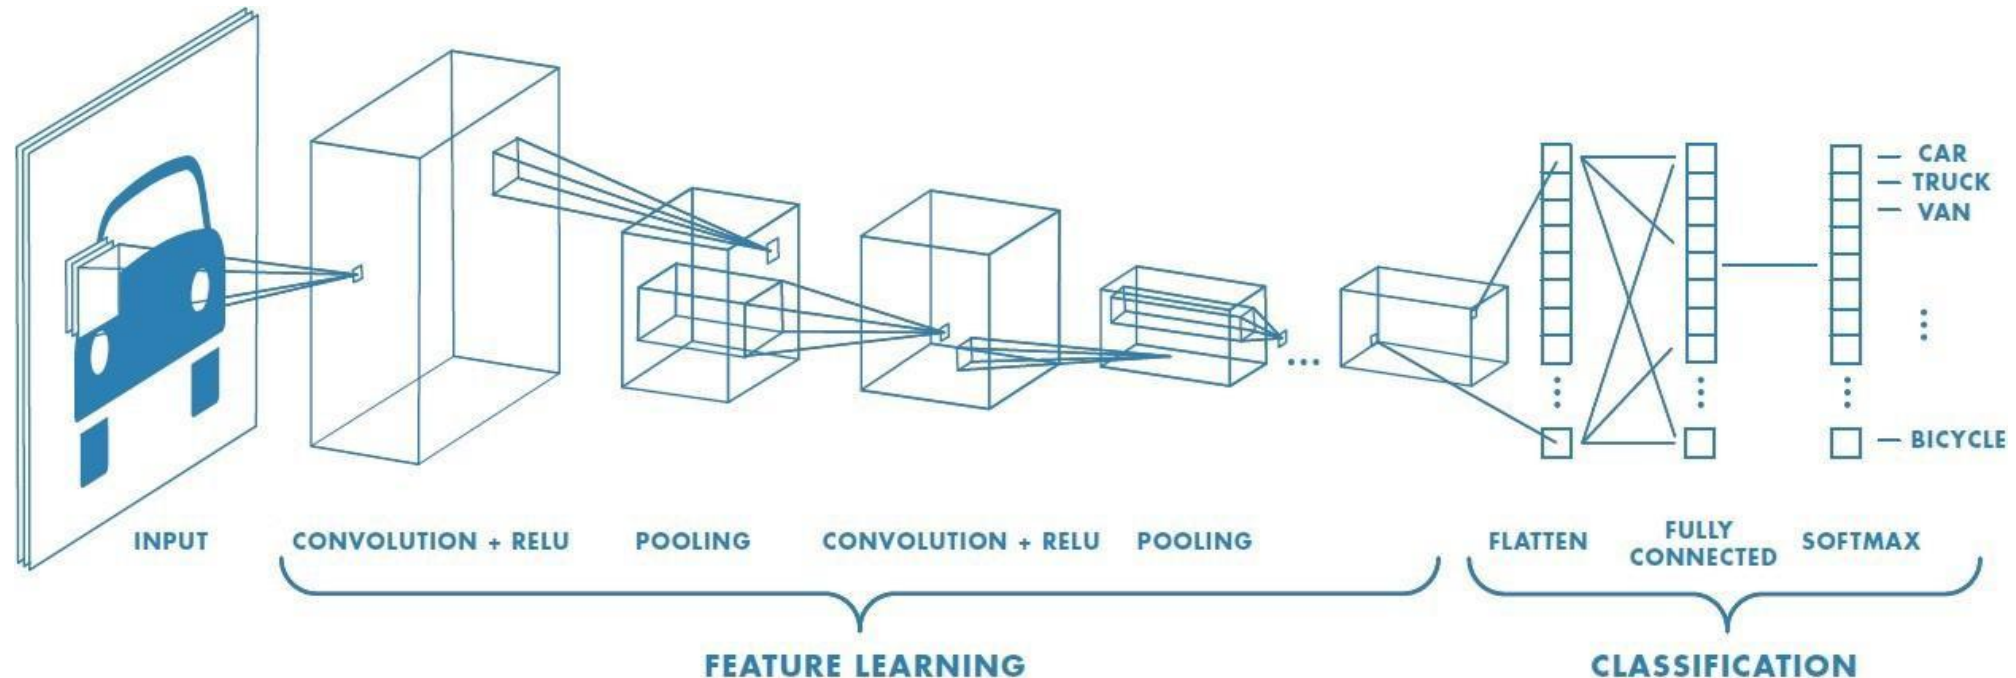 CAR
TRUCK
VAN
BICYCLE
INPUT
CONVOLUTION + RELU
POOLING
CONVOLUTION + RELU
POOLING
FLATTEN
FULLY
CONNECTED
SOFTMAX
FEATURE LEARNING
CLASSIFICATION